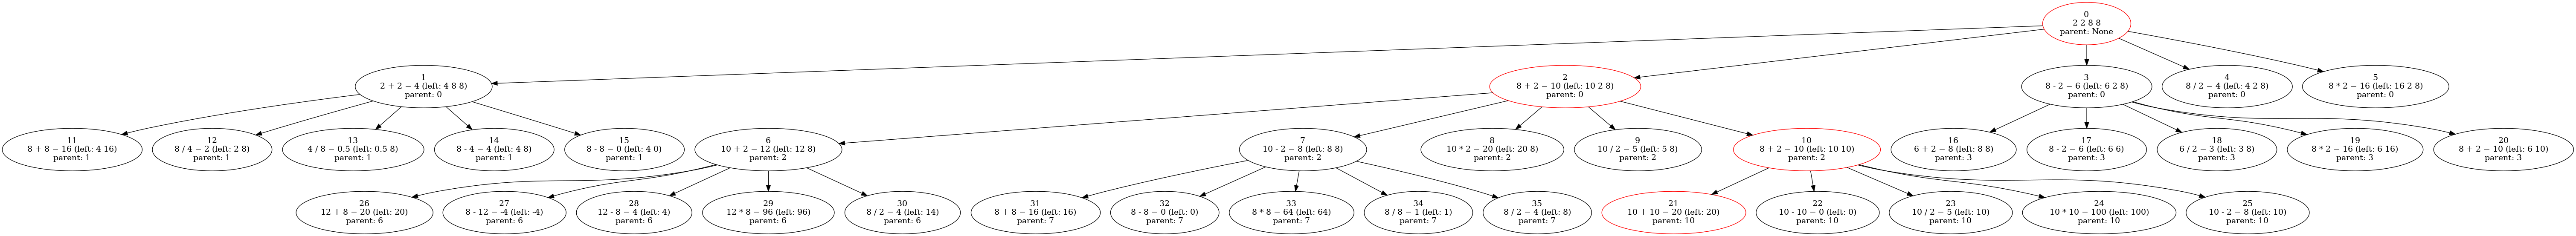 0
2 2 8 8
parent: None
1
2 + 2 = 4 (left: 4 8 8)
parent: 0
2
8 + 2 = 10 (left: 10 2 8)
parent: 0
3
8 - 2 = 6 (left: 6 2 8)
parent: 0
4
8 / 2 = 4 (left: 4 2 8)
parent: 0
5
8 * 2 = 16 (left: 16 2 8)
parent: 0
11
8 + 8 = 16 (left: 4 16)
parent: 1
12
8 / 4 = 2 (left: 2 8)
parent: 1
13
4 / 8 = 0.5 (left: 0.5 8)
parent: 1
14
8 - 4 = 4 (left: 4 8)
parent: 1
15
8 - 8 = 0 (left: 4 0)
parent: 1
6
10 + 2 = 12 (left: 12 8)
parent: 2
7
10 - 2 = 8 (left: 8 8)
parent: 2
8
10 * 2 = 20 (left: 20 8)
parent: 2
9
10 / 2 = 5 (left: 5 8)
parent: 2
10
8 + 2 = 10 (left: 10 10)
parent: 2
16
6 + 2 = 8 (left: 8 8)
parent: 3
17
8 - 2 = 6 (left: 6 6)
parent: 3
18
6 / 2 = 3 (left: 3 8)
parent: 3
19
8 * 2 = 16 (left: 6 16)
parent: 3
20
8 + 2 = 10 (left: 6 10)
parent: 3
26
12 + 8 = 20 (left: 20)
parent: 6
27
8 - 12 = -4 (left: -4)
parent: 6
28
12 - 8 = 4 (left: 4)
parent: 6
29
12 * 8 = 96 (left: 96)
parent: 6
30
8 / 2 = 4 (left: 14)
parent: 6
31
8 + 8 = 16 (left: 16)
parent: 7
32
8 - 8 = 0 (left: 0)
parent: 7
33
8 * 8 = 64 (left: 64)
parent: 7
34
8 / 8 = 1 (left: 1)
parent: 7
35
8 / 2 = 4 (left: 8)
parent: 7
21
10 + 10 = 20 (left: 20)
parent: 10
22
10 - 10 = 0 (left: 0)
parent: 10
23
10 / 2 = 5 (left: 10)
parent: 10
24
10 * 10 = 100 (left: 100)
parent: 10
25
10 - 2 = 8 (left: 10)
parent: 10